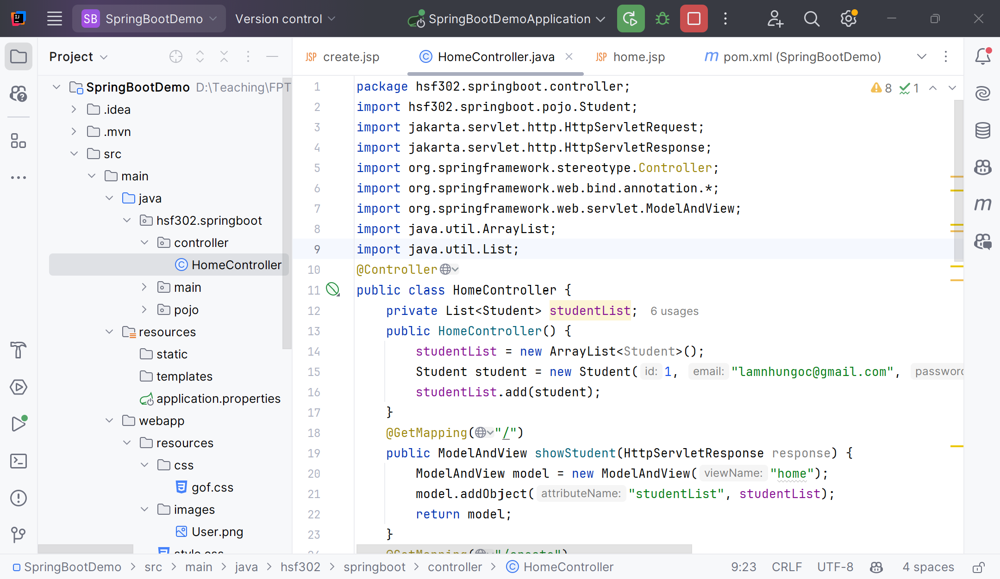 SB SpringBootDemo Version control SpringBootDemoApplication
Project
create.jsp HomeController.java home.jsp pom.xml (SpringBootDemo)
SpringBootDemo D:\Teaching\FPT
.idea
.mvn
src
main
java
hsf302.springboot
controller
HomeController
main
pojo
resources
static
templates
application.properties
webapp
resources
css
gof.css
images
User.png
style.css
8 1
1 package hsf302.springboot.controller;
2 import hsf302.springboot.pojo.Student;
3 import jakarta.servlet.http.HttpServletRequest;
4 import jakarta.servlet.http.HttpServletResponse;
5 import org.springframework.stereotype.Controller;
6 import org.springframework.web.bind.annotation.*;
7 import org.springframework.web.servlet.ModelAndView;
8 import java.util.ArrayList;
9 import java.util.List;
10 @Controller
11 public class HomeController {
12 private List<Student> studentList; 6 usages
13 public HomeController() {
14 studentList = new ArrayList<Student>();
15 Student student = new Student( id: 1, email: "lamnhungoc@gmail.com", password
16 studentList.add(student);
17 }
18 @GetMapping("/")
19 public ModelAndView showStudent(HttpServletResponse response) {
20 ModelAndView model = new ModelAndView( viewName: "home");
21 model.addObject( attributeName: "studentList", studentList);
22 return model;
23 }
24 @GetMapping("/create")
SpringBootDemo > src > main > java > hsf302 > springboot > controller > HomeController 9:23 CRLF UTF-8 4 spaces